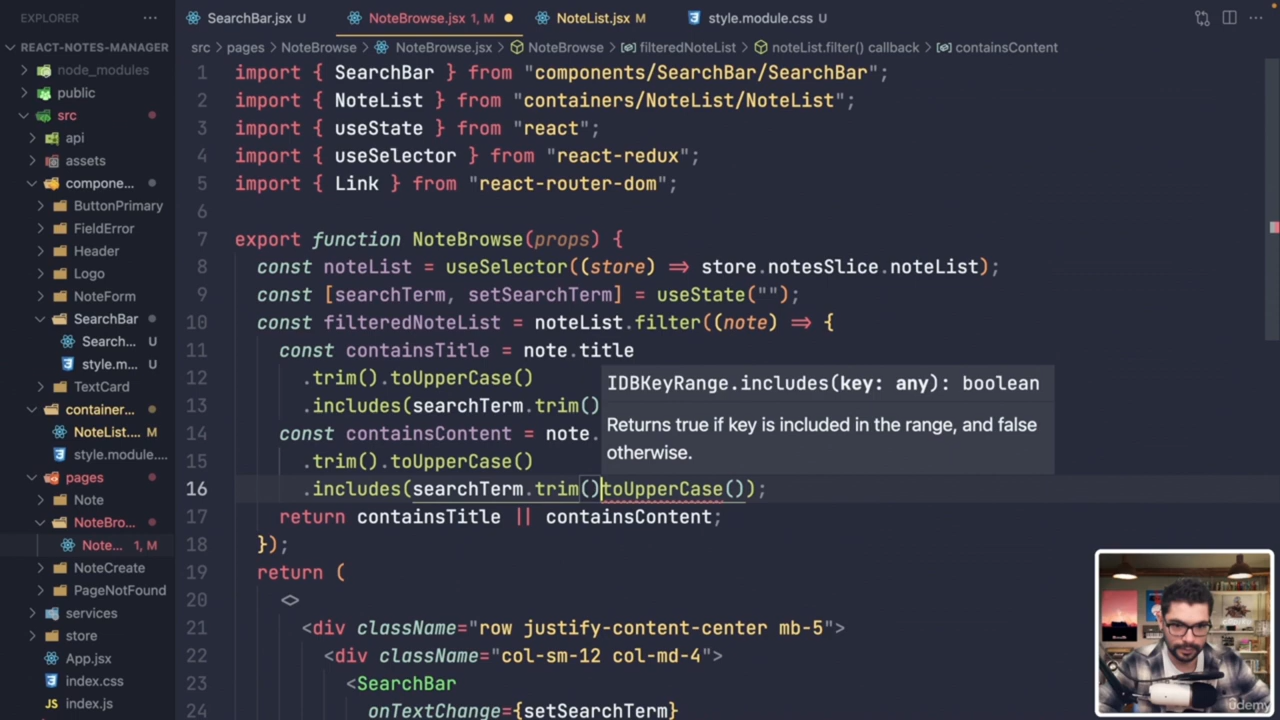 EXPLORER
SearchBar.jsx U
NoteBrowse.jsx 1, M
NoteList.jsx M
style.module.css U
REACT-NOTES-MANAGER
src > pages > NoteBrowse > NoteBrowse.jsx > NoteBrowse > filteredNoteList > noteList.filter() callback > containsContent
node_modules
public
src
api
assets
compone...
ButtonPrimary
FieldError
Header
Logo
NoteForm
SearchBar
Search... U
style.m... U
TextCard
container...
NoteList.... M
style.module....
pages
Note
NoteBro...
Note... 1, M
NoteCreate
PageNotFound
services
store
App.jsx
index.css
index.js
1 import { SearchBar } from "components/SearchBar/SearchBar";
2 import { NoteList } from "containers/NoteList/NoteList";
3 import { useState } from "react";
4 import { useSelector } from "react-redux";
5 import { Link } from "react-router-dom";
6
7 export function NoteBrowse(props) {
8 const noteList = useSelector((store) => store.notesSlice.noteList);
9 const [searchTerm, setSearchTerm] = useState("");
10 const filteredNoteList = noteList.filter((note) => {
11 const containsTitle = note.title
12 .trim().toUpperCase()
13 .includes(searchTerm.trim()
14 const containsContent = note.
15 .trim().toUpperCase()
16 .includes(searchTerm.trim()toUpperCase());
17 return containsTitle || containsContent;
18 });
19 return (
20 <>
21 <div className="row justify-content-center mb-5">
22 <div className="col-sm-12 col-md-4">
23 <SearchBar
24 onTextChange={setSearchTerm}
IDBKeyRange.includes(key: any): boolean
Returns true if key is included in the range, and false
otherwise.
udemy